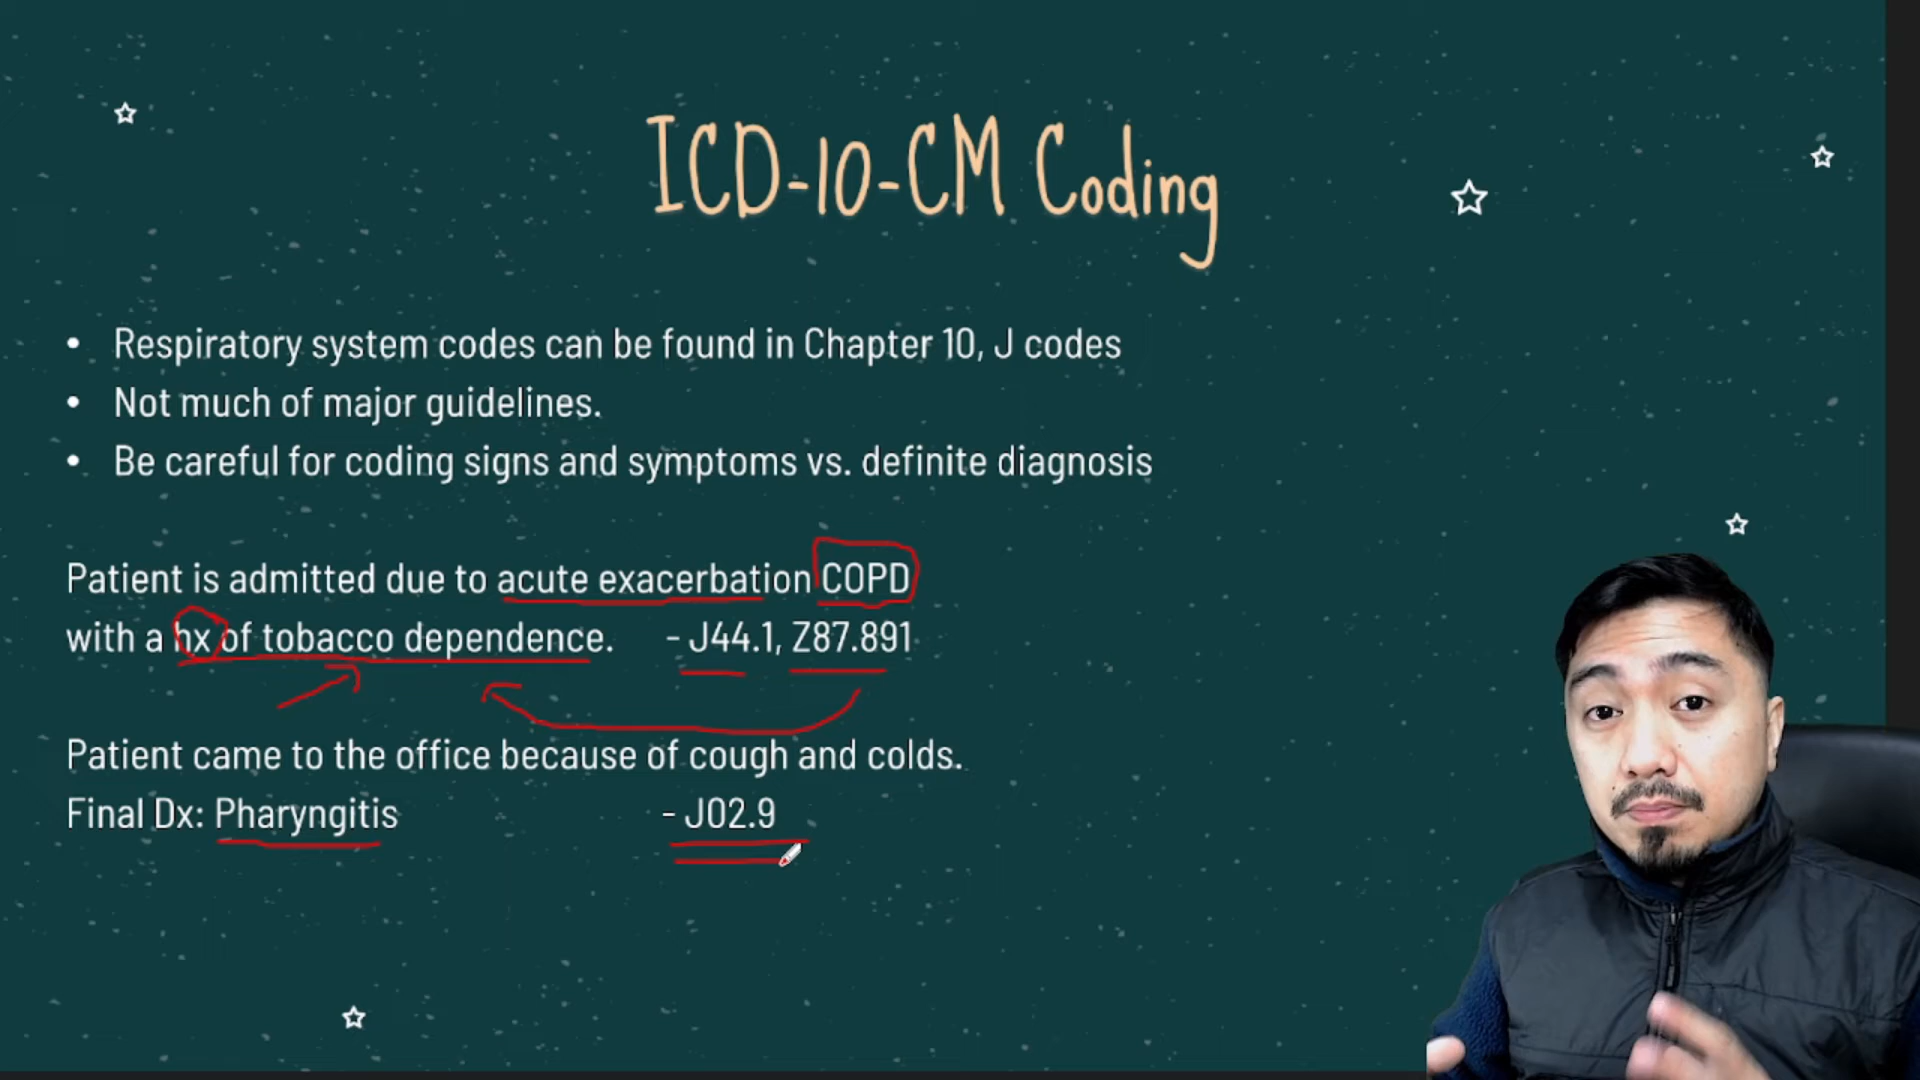 ICD-10-CM Coding
• Respiratory system codes can be found in Chapter 10, J codes
• Not much of major guidelines.
• Be careful for coding signs and symptoms vs. definite diagnosis
Patient is admitted due to acute exacerbation COPD
with a hx of tobacco dependence. - J44.1, Z87.891
Patient came to the office because of cough and colds.
Final Dx: Pharyngitis - J02.9